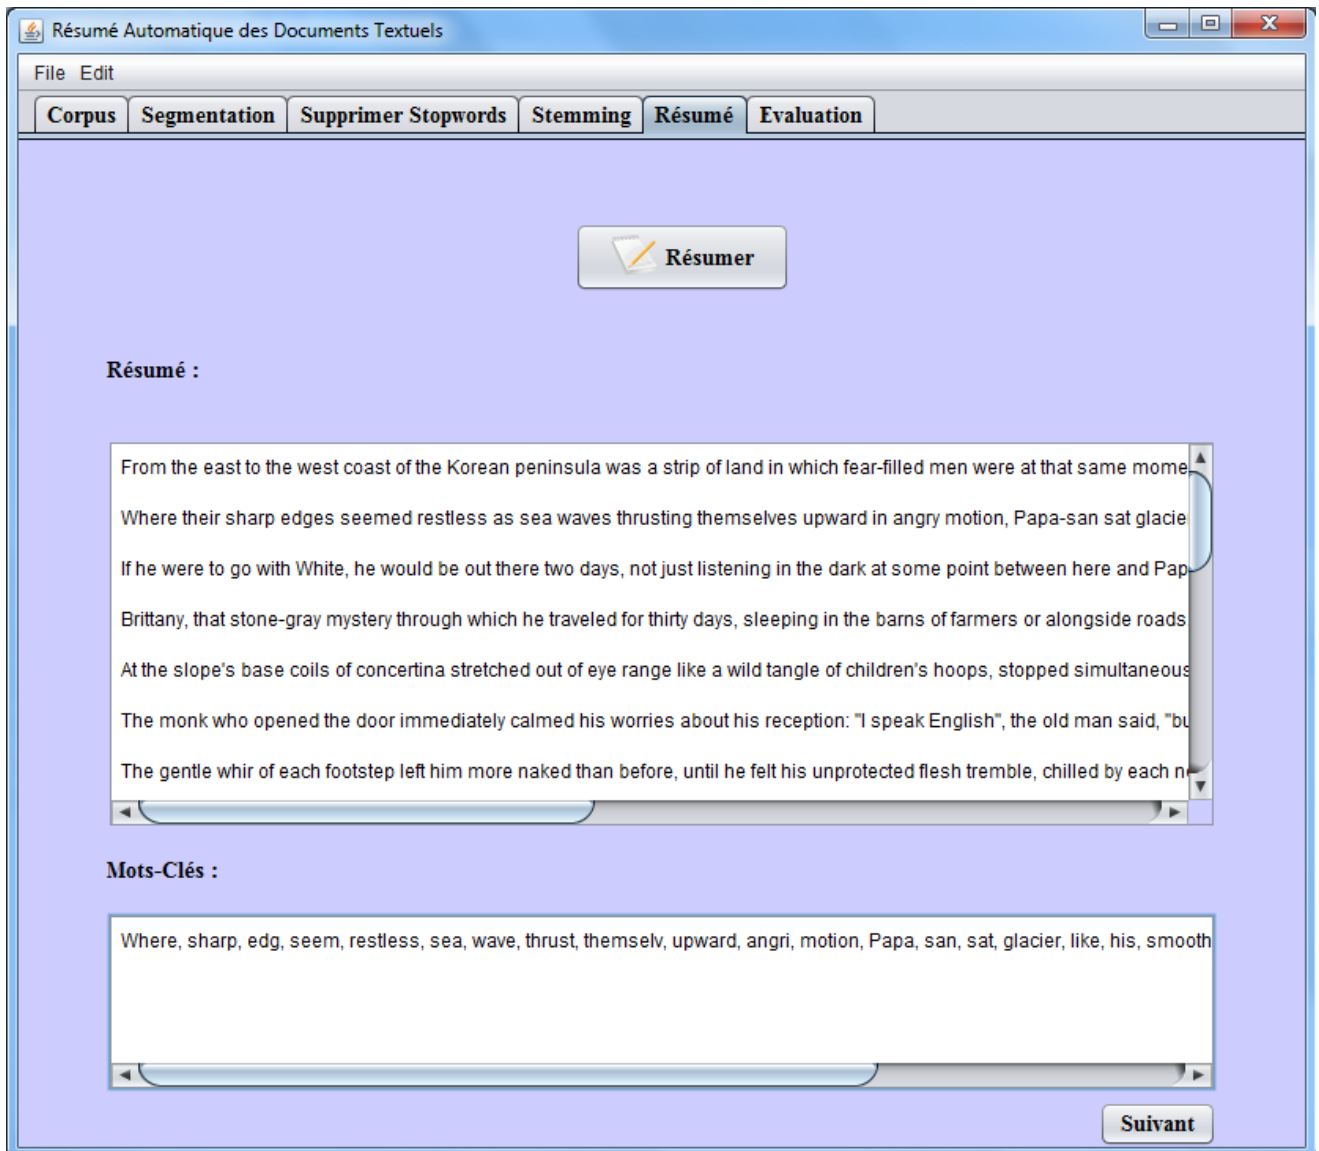 Résumé Automatique des Documents Textuels
File Edit
Corpus Segmentation Supprimer Stopwords Stemming Résumé Evaluation
Résumer
Résumé :
From the east to the west coast of the Korean peninsula was a strip of land in which fear-filled men were at that same mome
Where their sharp edges seemed restless as sea waves thrusting themselves upward in angry motion, Papa-san sat glacie
If he were to go with White, he would be out there two days, not just listening in the dark at some point between here and Pap
Brittany, that stone-gray mystery through which he traveled for thirty days, sleeping in the barns of farmers or alongside roads
At the slope's base coils of concertina stretched out of eye range like a wild tangle of children's hoops, stopped simultaneous
The monk who opened the door immediately calmed his worries about his reception: "I speak English", the old man said, "bu
The gentle whir of each footstep left him more naked than before, until he felt his unprotected flesh tremble, chilled by each n
Mots-Clés :
Where, sharp, edg, seem, restless, sea, wave, thrust, themselv, upward, angri, motion, Papa, san, sat, glacier, like, his, smooth
Suivant